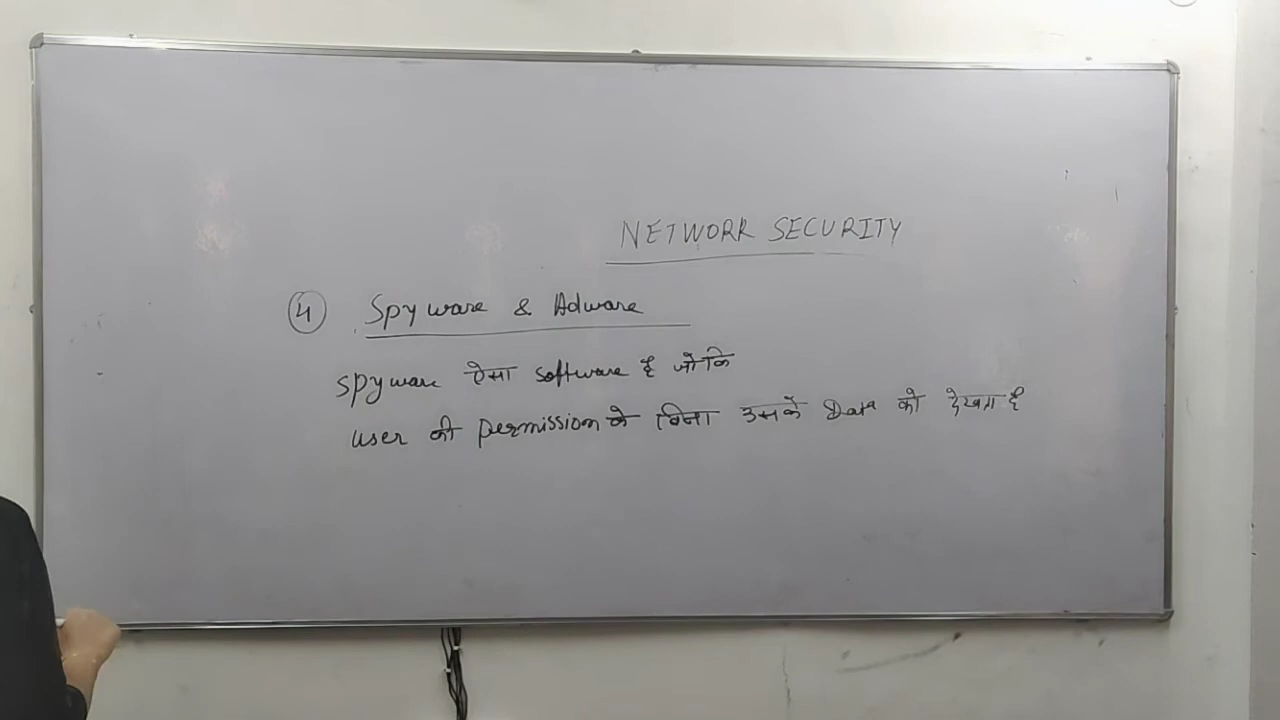 NETWORK SECURITY
4 Spyware & Adware
Spyware ऐसा software है जोकि
user की permission के बिना उसके Data को देखता है